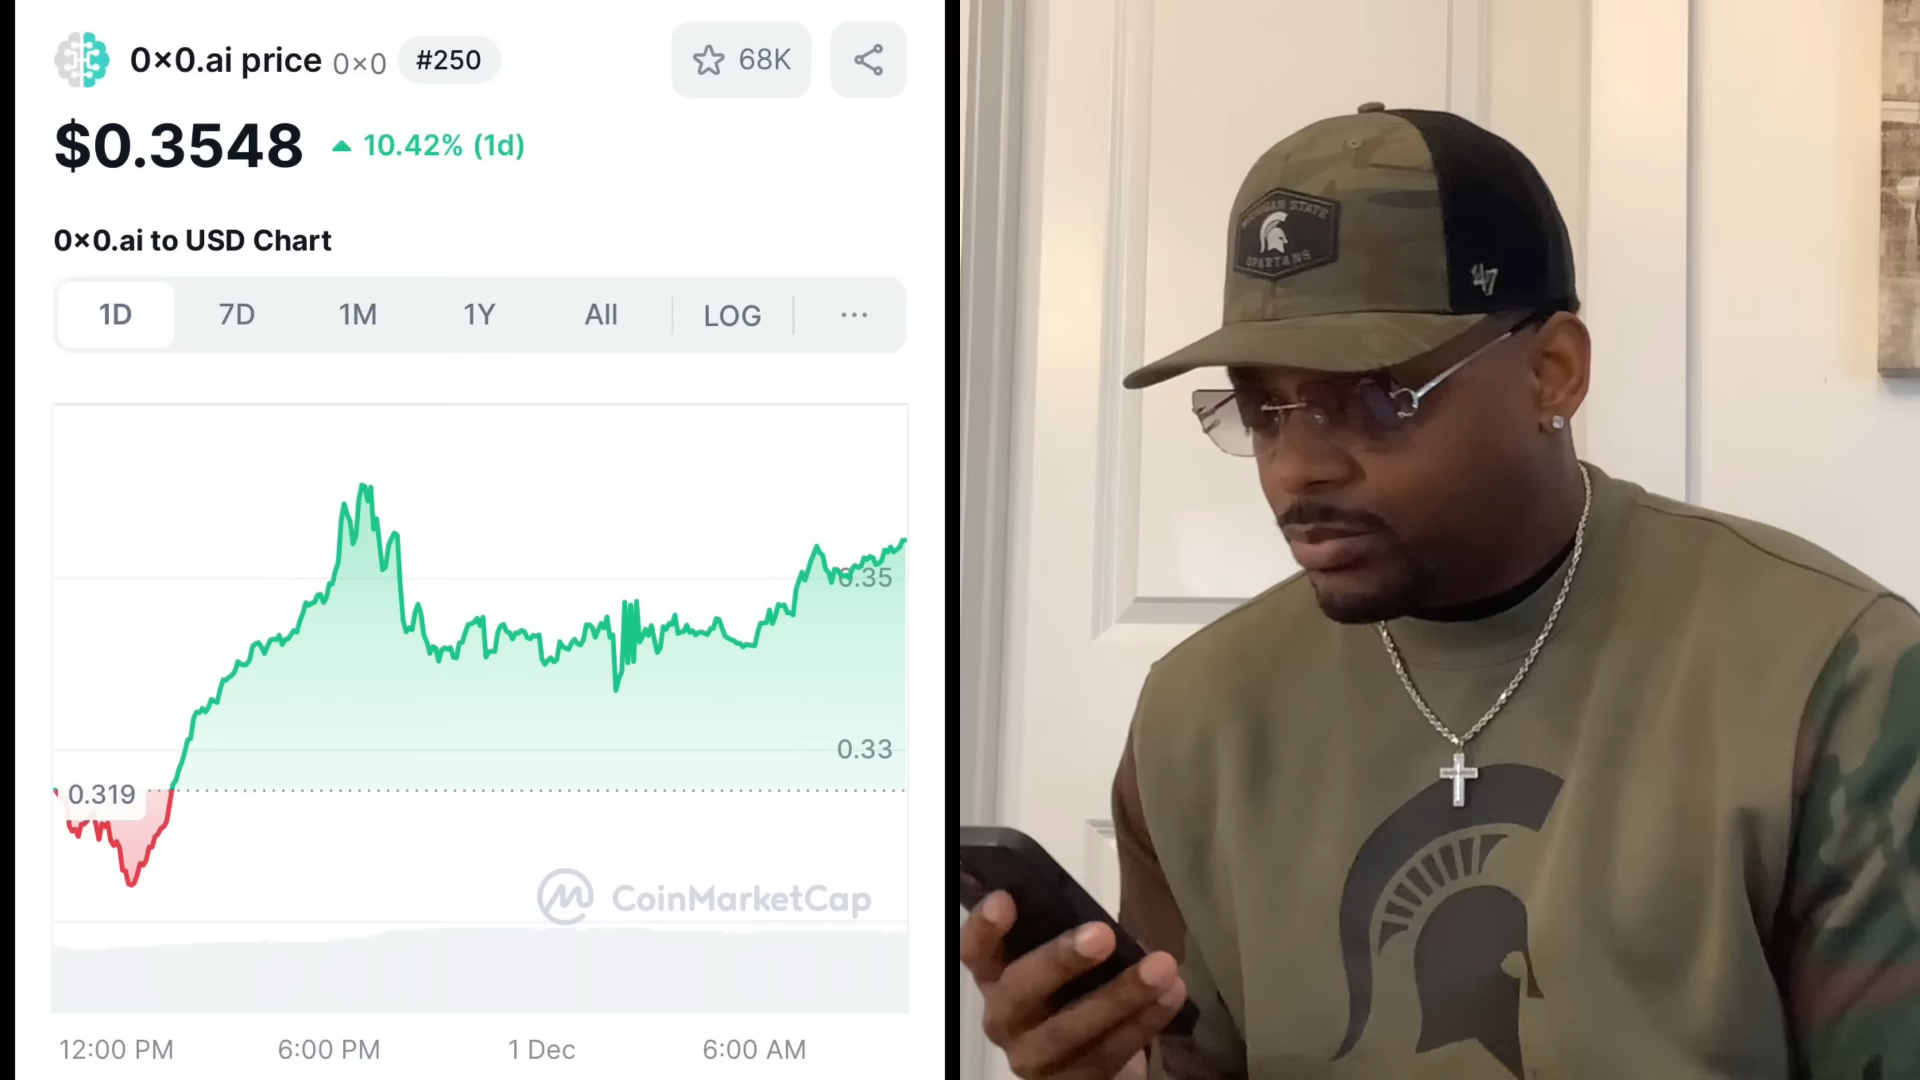 0×0.ai price 0×0 #250
68K
$0.3548 10.42% (1d)
0×0.ai to USD Chart
1D 7D 1M 1Y All LOG ...
0.35
0.33
0.319
CoinMarketCap
12:00 PM 6:00 PM 1 Dec 6:00 AM
MICHIGAN STATE
SPARTANS
47